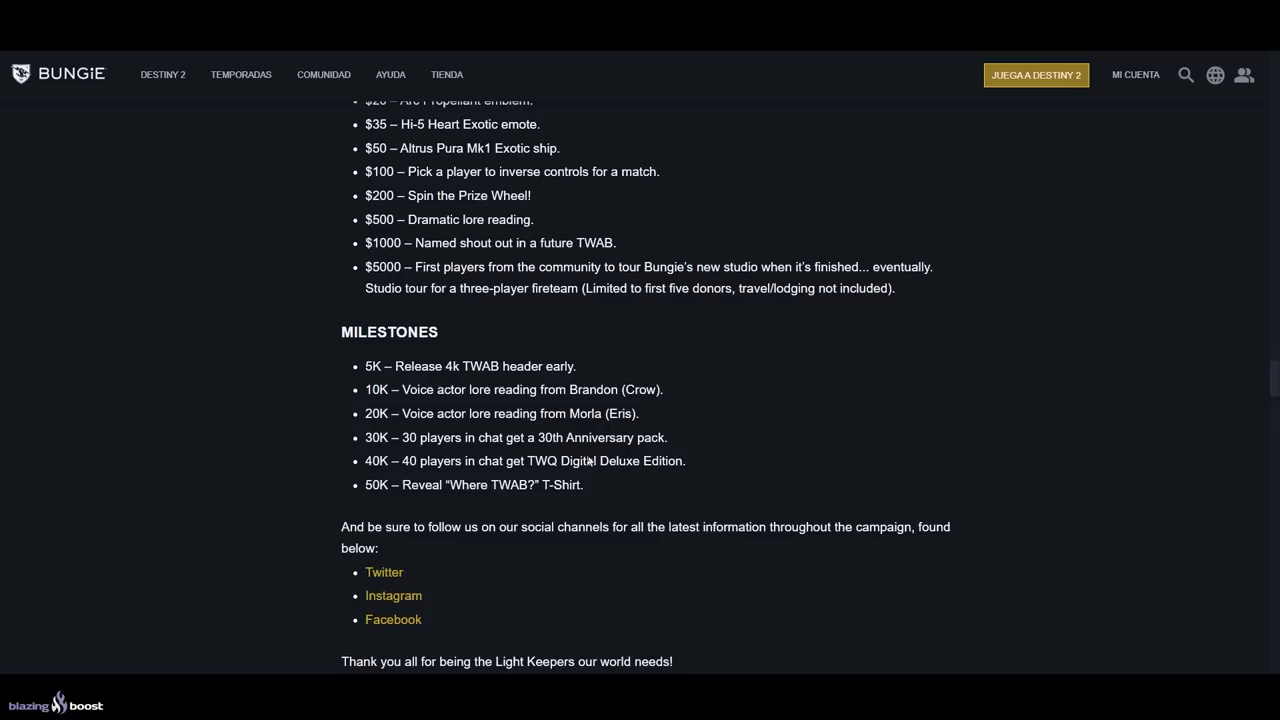 BUNGiE
DESTINY 2
TEMPORADAS
COMUNIDAD
AYUDA
TIENDA
JUEGA A DESTINY 2
MI CUENTA
• $20 – Arc Propellant emblem.
• $35 – Hi-5 Heart Exotic emote.
• $50 – Altrus Pura Mk1 Exotic ship.
• $100 – Pick a player to inverse controls for a match.
• $200 – Spin the Prize Wheel!
• $500 – Dramatic lore reading.
• $1000 – Named shout out in a future TWAB.
• $5000 – First players from the community to tour Bungie's new studio when it's finished... eventually.
Studio tour for a three-player fireteam (Limited to first five donors, travel/lodging not included).
MILESTONES
• 5K – Release 4k TWAB header early.
• 10K – Voice actor lore reading from Brandon (Crow).
• 20K – Voice actor lore reading from Morla (Eris).
• 30K – 30 players in chat get a 30th Anniversary pack.
• 40K – 40 players in chat get TWQ Digital Deluxe Edition.
• 50K – Reveal “Where TWAB?” T-Shirt.
And be sure to follow us on our social channels for all the latest information throughout the campaign, found
below:
• Twitter
• Instagram
• Facebook
Thank you all for being the Light Keepers our world needs!
blazing boost